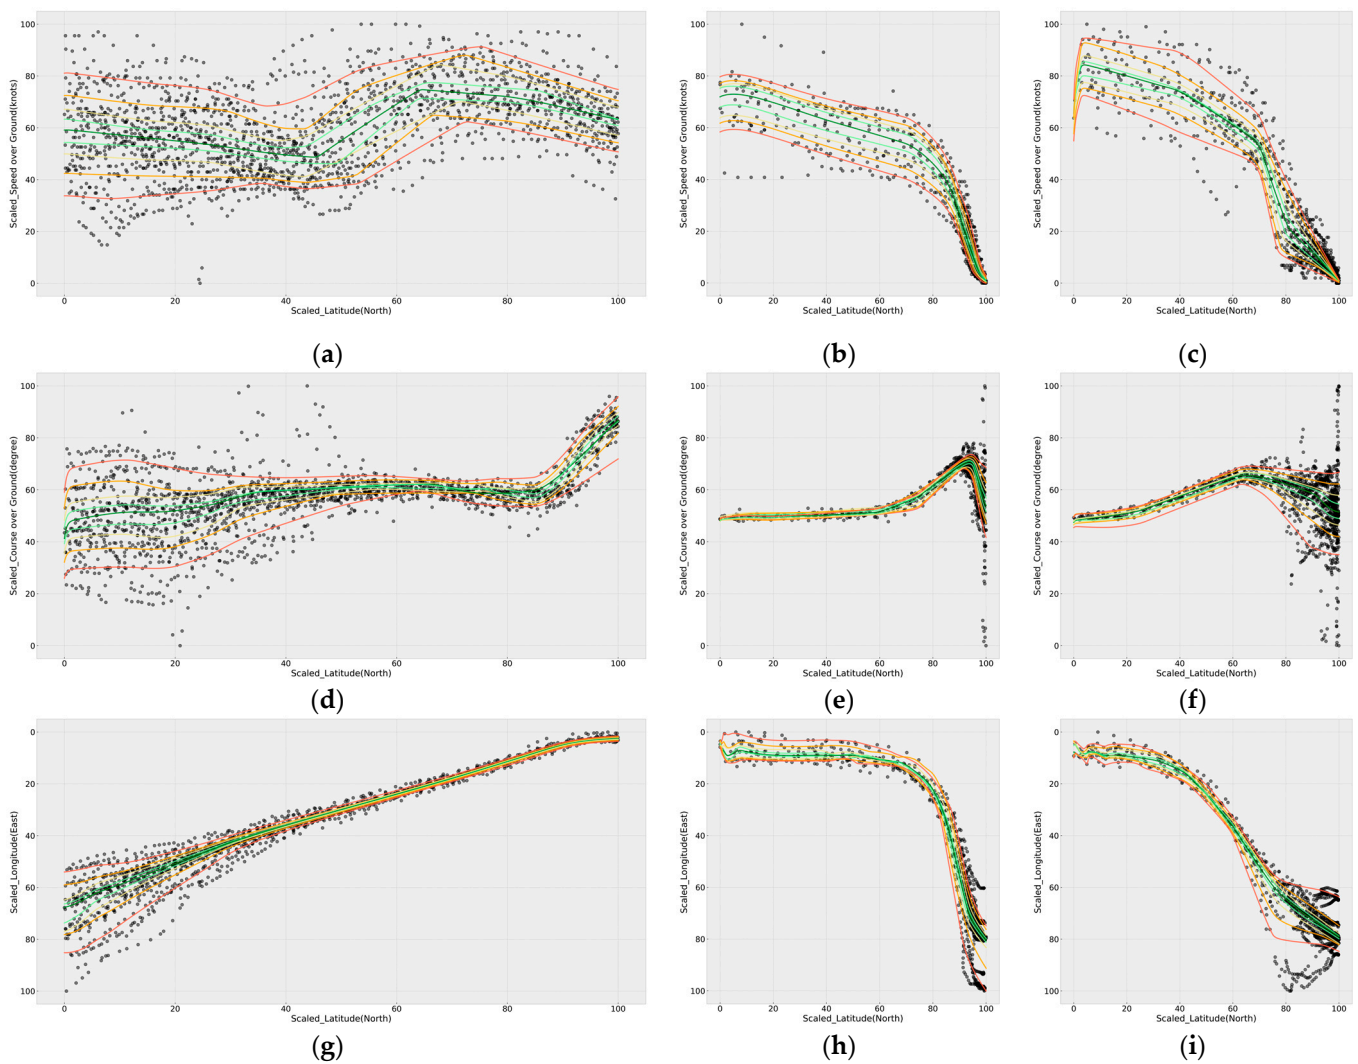 100
80
60
40
20
0
Scaled_Speed over Ground(knots)
0 20 40 60 80 100
Scaled_Latitude(North)
(a)
100
80
60
40
20
0
Scaled_Speed over Ground(knots)
0 20 40 60 80 100
Scaled_Latitude(North)
(b)
100
80
60
40
20
0
Scaled_Speed over Ground(knots)
0 20 40 60 80 100
Scaled_Latitude(North)
(c)
100
80
60
40
20
0
Scaled_Course over Ground(degree)
0 20 40 60 80 100
Scaled_Latitude(North)
(d)
100
80
60
40
20
0
Scaled_Course over Ground(degree)
0 20 40 60 80 100
Scaled_Latitude(North)
(e)
100
80
60
40
20
0
Scaled_Course over Ground(degree)
0 20 40 60 80 100
Scaled_Latitude(North)
(f)
0
20
40
60
80
100
Scaled_Longitude(East)
0 20 40 60 80 100
Scaled_Latitude(North)
(g)
0
20
40
60
80
100
Scaled_Longitude(East)
0 20 40 60 80 100
Scaled_Latitude(North)
(h)
0
20
40
60
80
100
Scaled_Longitude(East)
0 20 40 60 80 100
Scaled_Latitude(North)
(i)